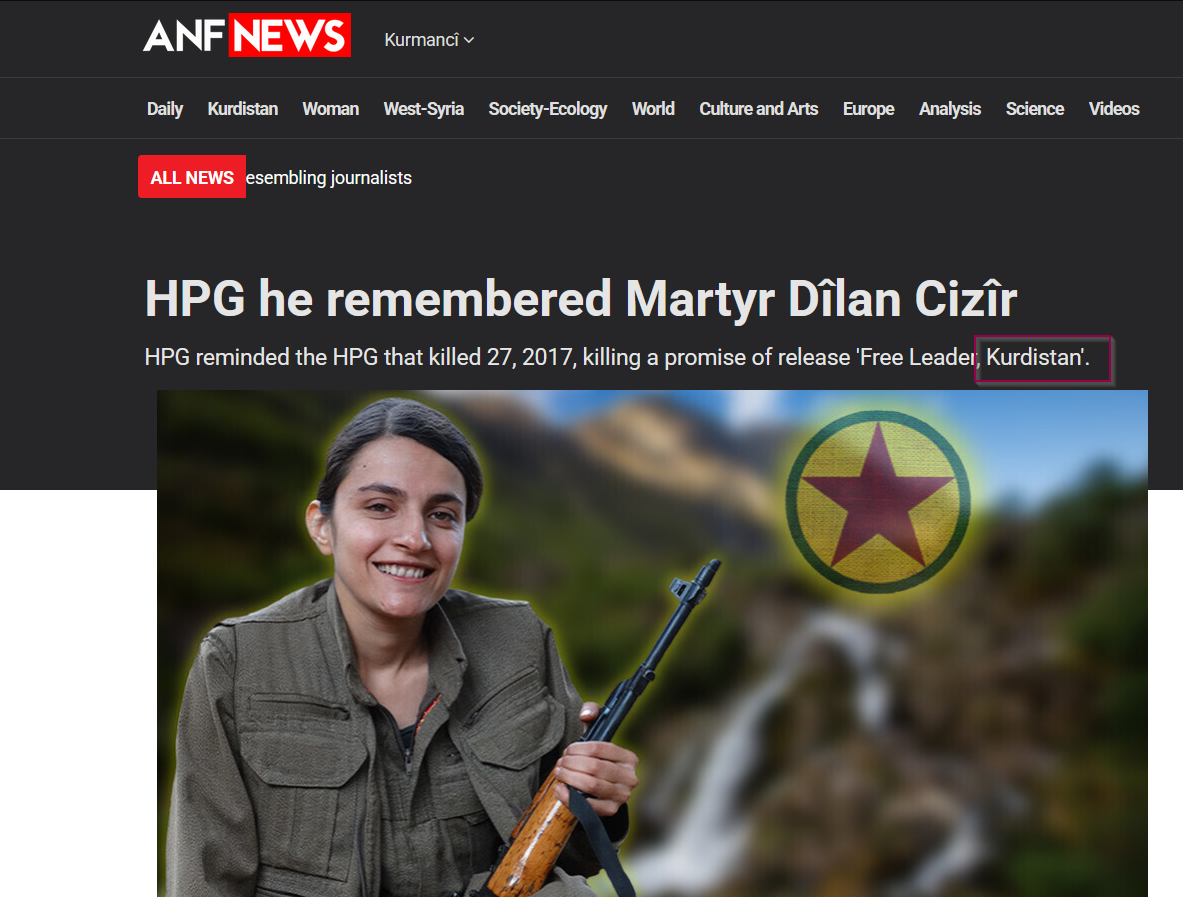 ANF NEWS Kurmancî
Daily Kurdistan Woman West-Syria Society-Ecology World Culture and Arts Europe Analysis Science Videos
ALL NEWS esembling journalists
HPG he remembered Martyr Dîlan Cizîr
HPG reminded the HPG that killed 27, 2017, killing a promise of release 'Free Leader, Kurdistan'.